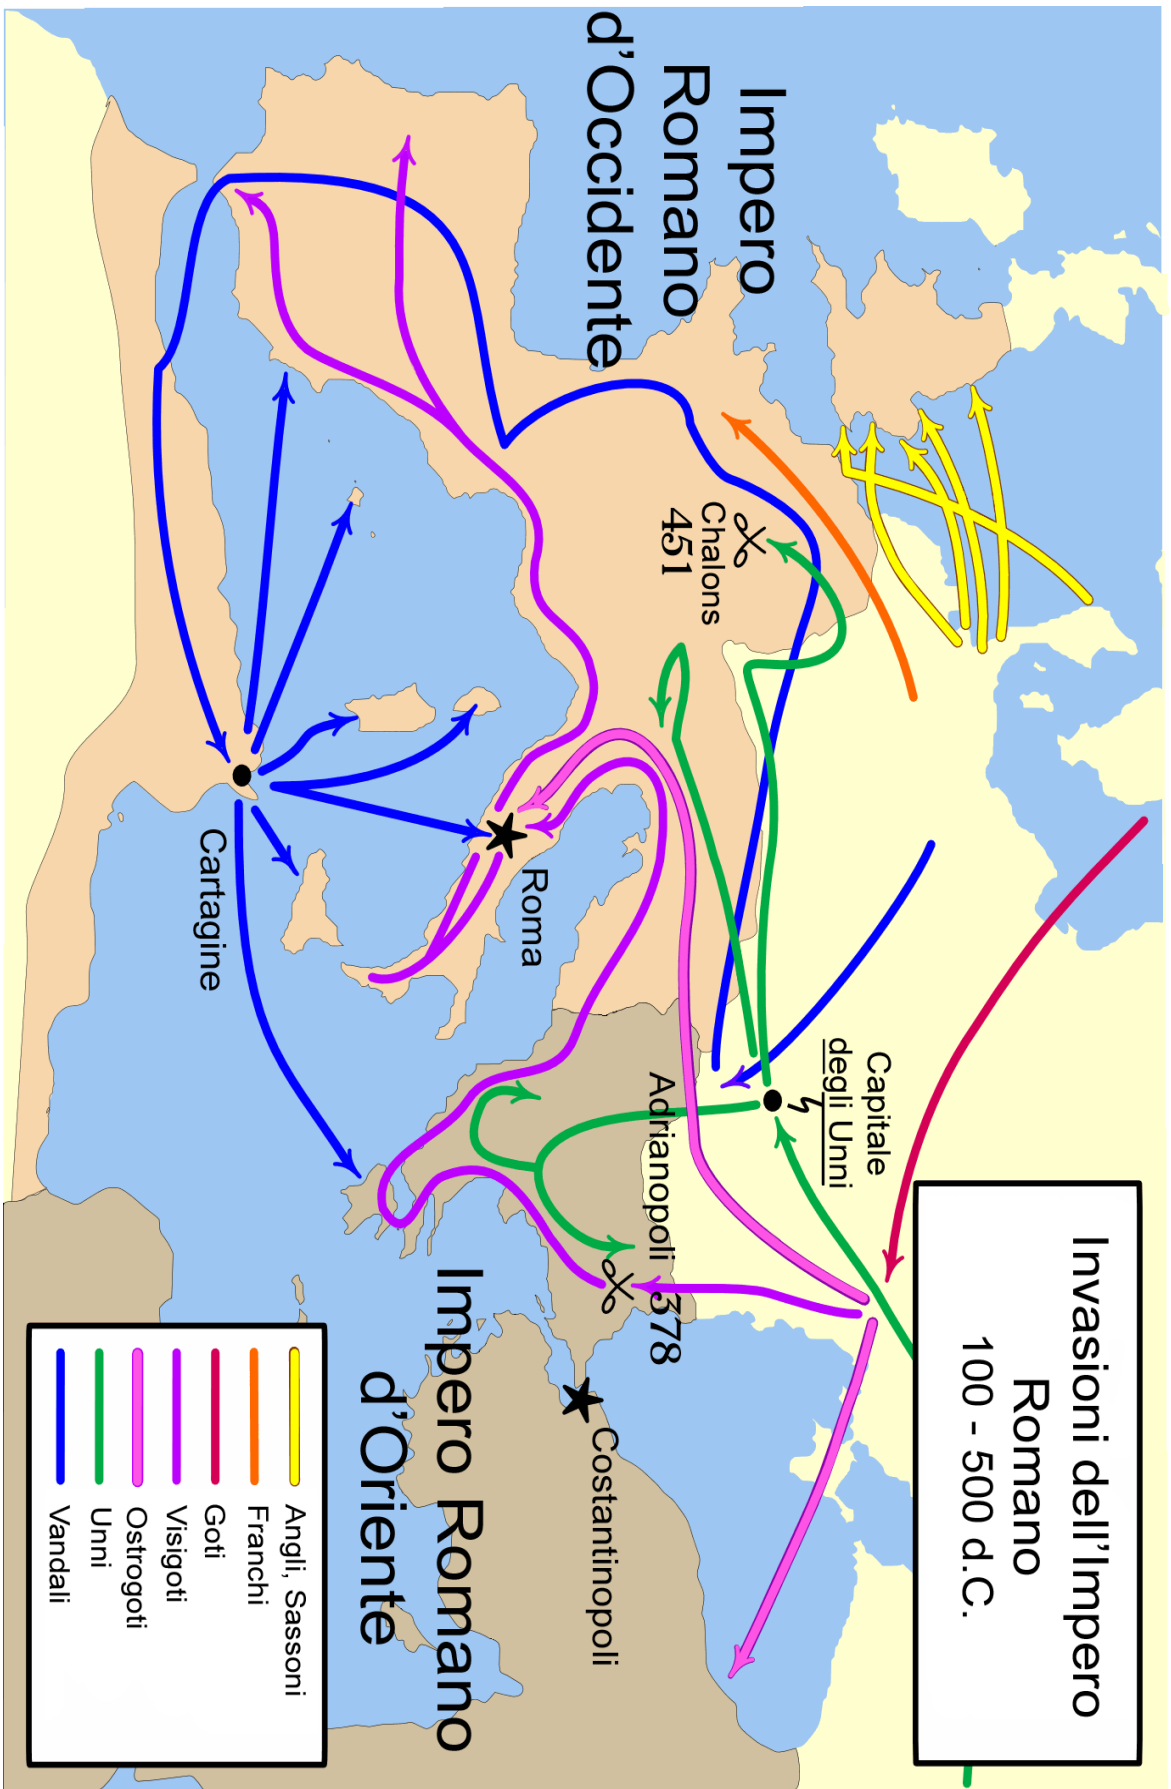 Invasioni dell'Impero
Romano
100 - 500 d.C.
Impero
Romano
d'Occidente
Chalons
451
Capitale
degli Unni
Adrianopoli
378
Roma
Cartagine
Costantinopoli
Impero Romano
d'Oriente
Angli, Sassoni
Franchi
Goti
Visigoti
Ostrogoti
Unni
Vandali